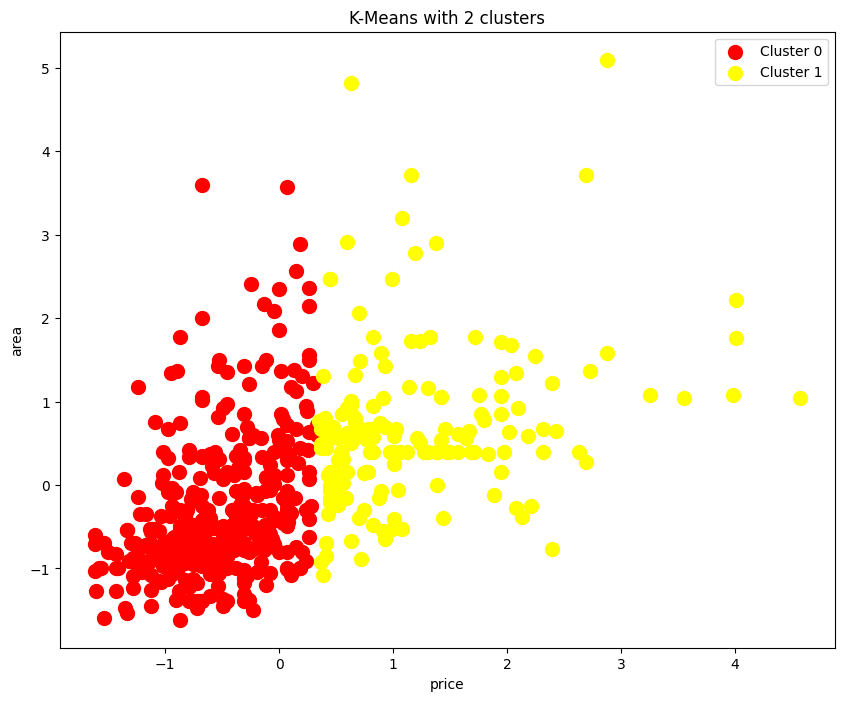 K-Means with 2 clusters
Cluster 0
Cluster 1
5
4
3
2
1
0
−1
area
−1 0 1 2 3 4
price